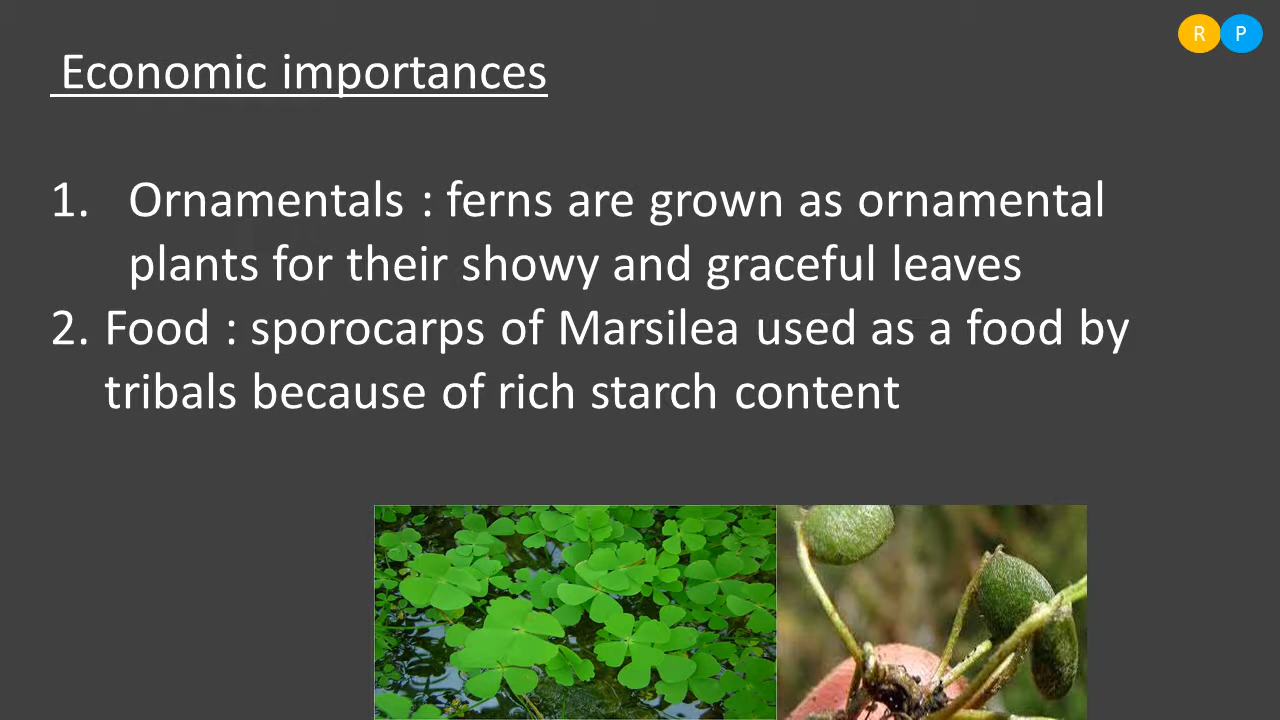 R P
Economic importances
1. Ornamentals : ferns are grown as ornamental
plants for their showy and graceful leaves
2. Food : sporocarps of Marsilea used as a food by
tribals because of rich starch content